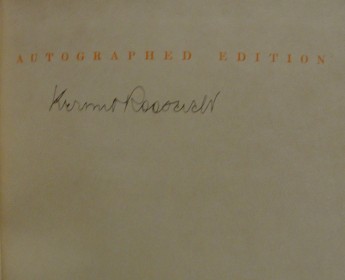 AUTOGRAPHED EDITION
Kermit Roosevelt